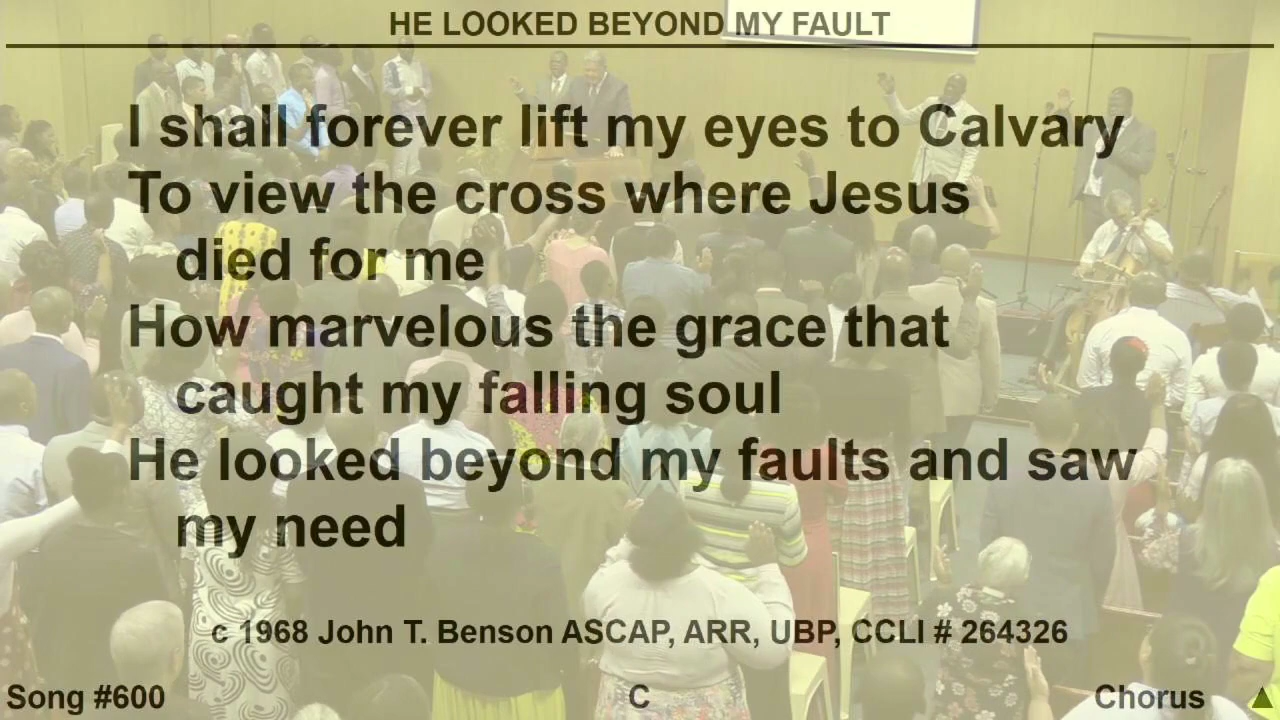 HE LOOKED BEYOND MY FAULT
I shall forever lift my eyes to Calvary
To view the cross where Jesus
died for me
How marvelous the grace that
caught my falling soul
He looked beyond my faults and saw
my need
c 1968 John T. Benson ASCAP, ARR, UBP, CCLI # 264326
Song #600 C Chorus